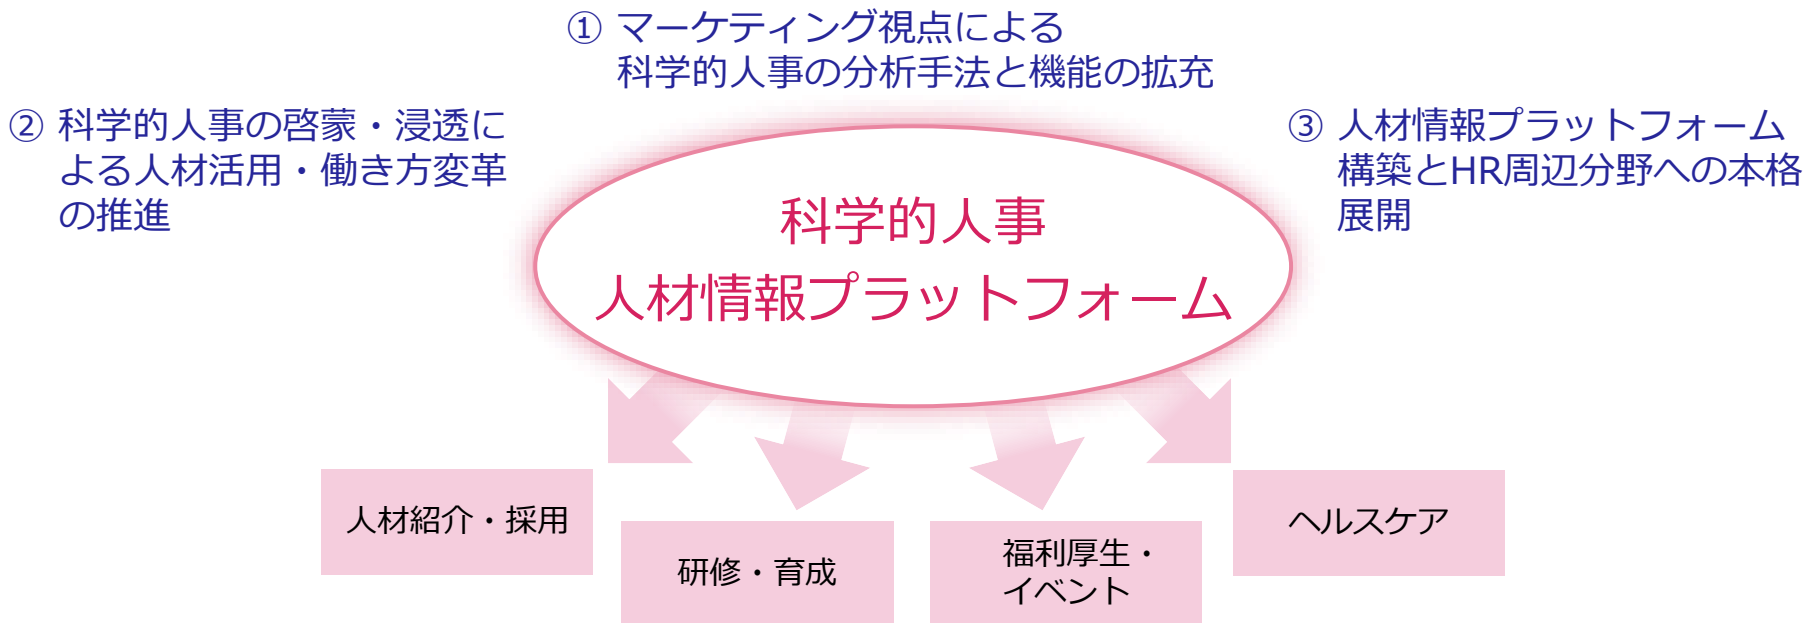 ① マーケティング視点による
科学的人事の分析手法と機能の拡充
② 科学的人事の啓蒙・浸透に
よる人材活用・働き方変革
の推進
③ 人材情報プラットフォーム
構築とHR周辺分野への本格
展開
科学的人事
人材情報プラットフォーム
人材紹介・採用
研修・育成
福利厚生・
イベント
ヘルスケア